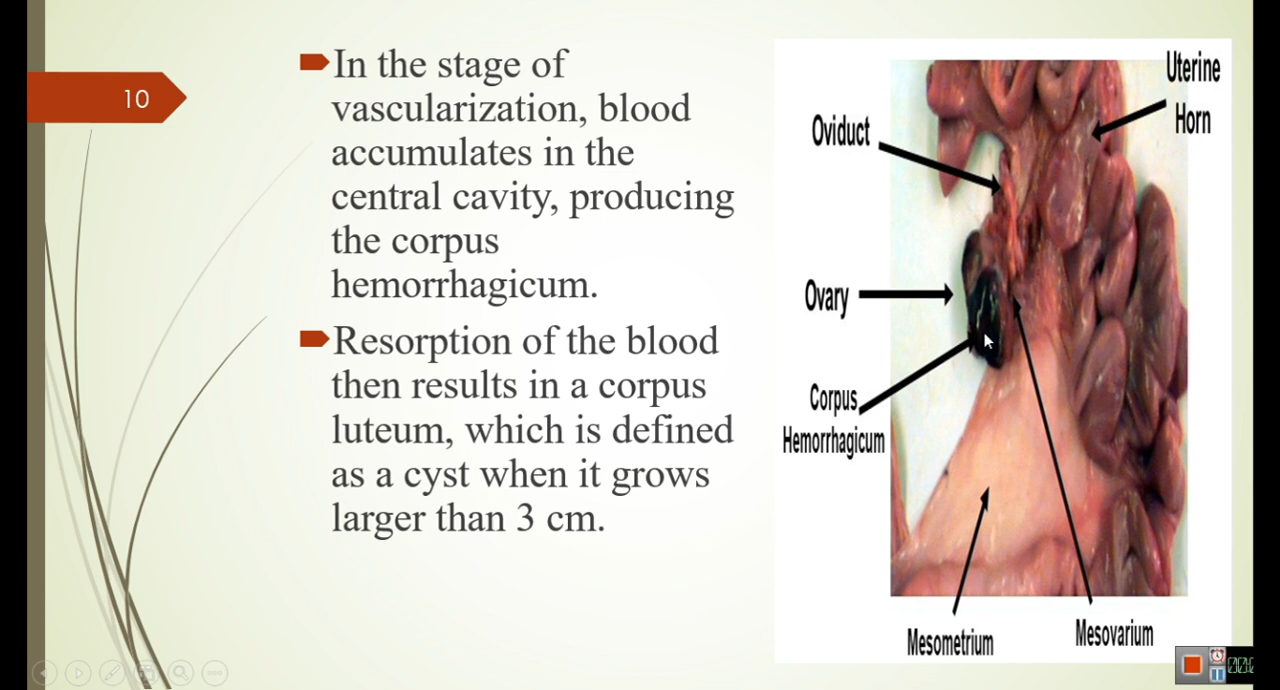 10
In the stage of
vascularization, blood
accumulates in the
central cavity, producing
the corpus
hemorrhagicum.
Resorption of the blood
then results in a corpus
luteum, which is defined
as a cyst when it grows
larger than 3 cm.
Uterine
Horn
Oviduct
Ovary
Corpus
Hemorrhagicum
Mesometrium
Mesovarium